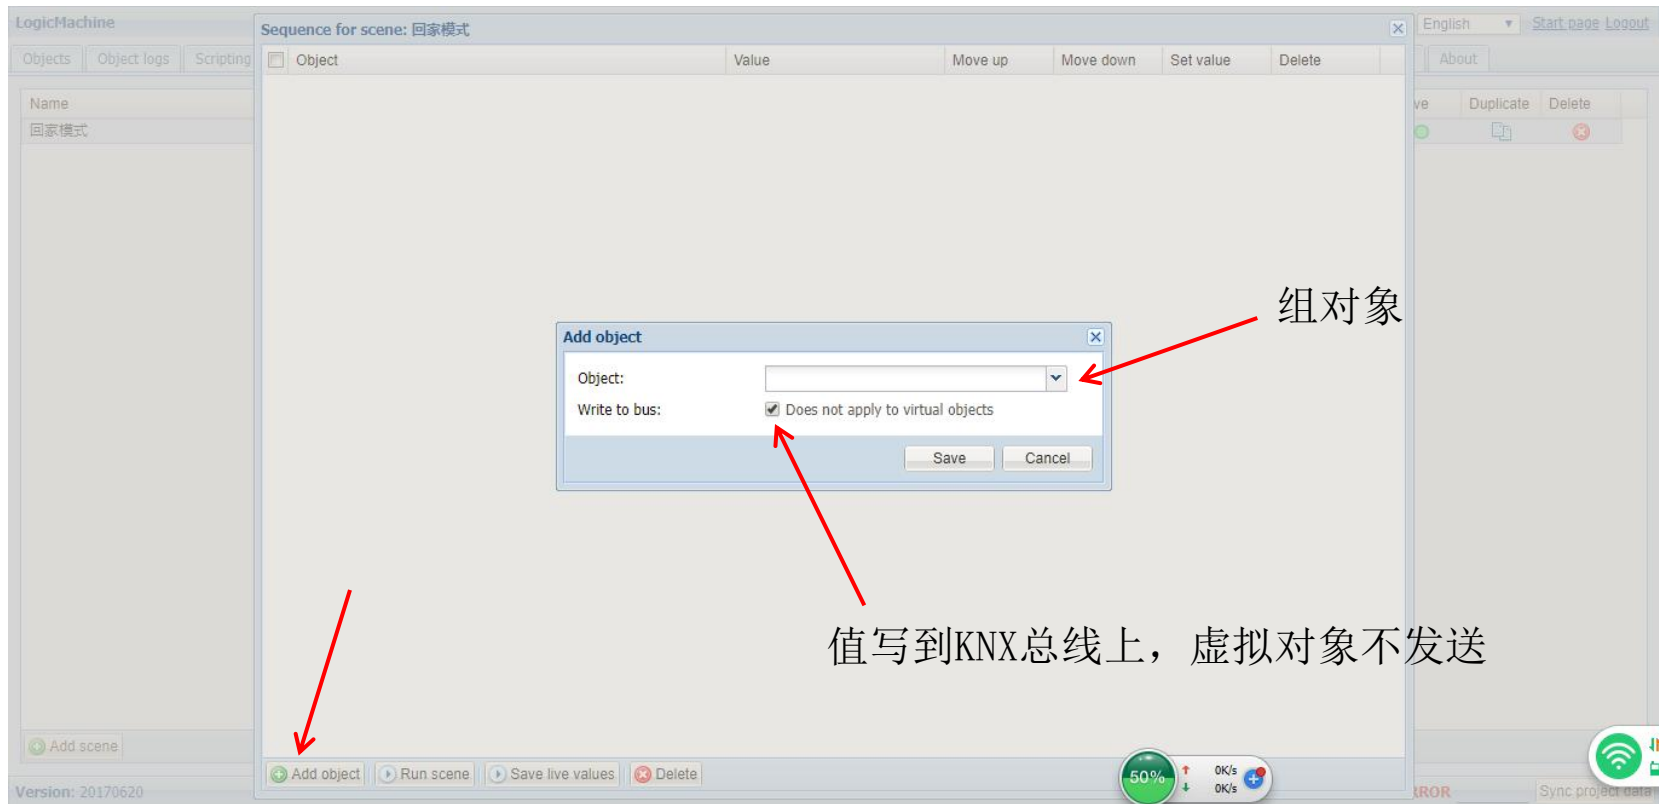 LogicMachine
Sequence for scene: 回家模式
English
Start page Logout
Objects
Object logs
Scripting
Object
Value
Move up
Move down
Set value
Delete
About
Name
ve
Duplicate
Delete
回家模式
组对象
Add object
Object:
Write to bus:
Does not apply to virtual objects
Save
Cancel
值写到KNX总线上，虚拟对象不发送
Add scene
Add object
Run scene
Save live values
Delete
50%
0K/s
0K/s
Version: 20170620
RROR
Sync project data